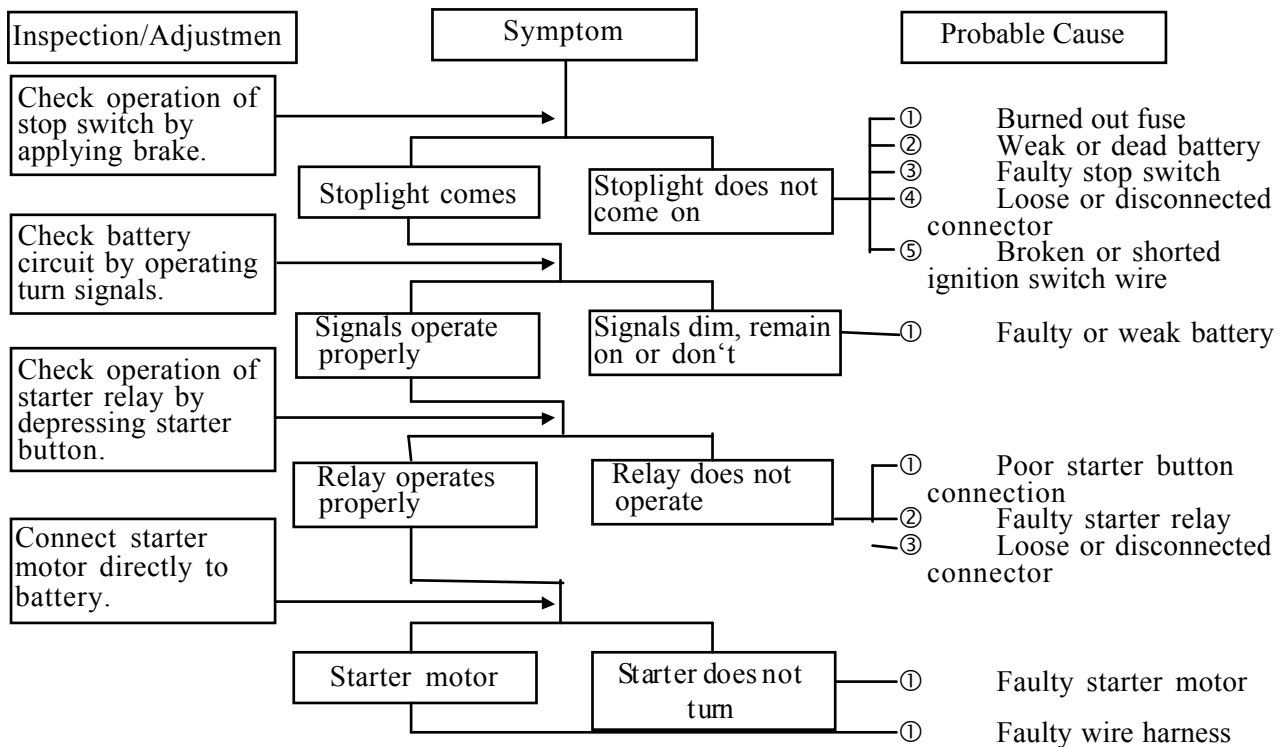 Inspection/Adjustmen
Symptom
Probable Cause
Check operation of
stop switch by
applying brake.
① Burned out fuse
② Weak or dead battery
③ Faulty stop switch
④ Loose or disconnected
connector
⑤ Broken or shorted
ignition switch wire
Stoplight comes
Stoplight does not
come on
Check battery
circuit by operating
turn signals.
Signals operate
properly
Signals dim, remain
on or don‘t
① Faulty or weak battery
Check operation of
starter relay by
depressing starter
button.
Relay operates
properly
Relay does not
operate
① Poor starter button
connection
② Faulty starter relay
③ Loose or disconnected
connector
Connect starter
motor directly to
battery.
Starter motor
Starter does not
turn
① Faulty starter motor
① Faulty wire harness